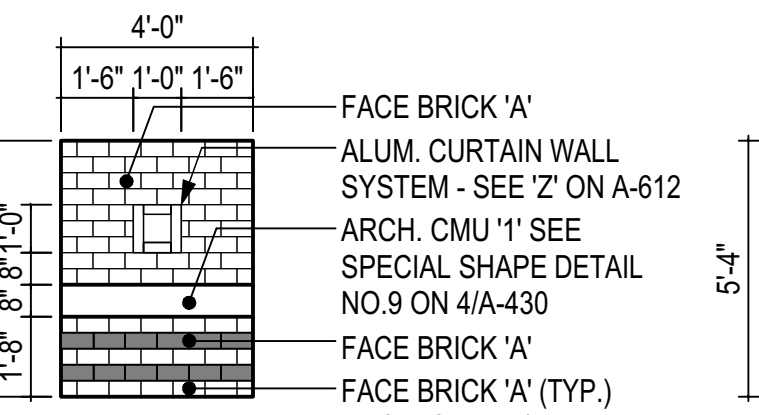 4'-0"
1'-6" 1'-0" 1'-6"
FACE BRICK 'A'
ALUM. CURTAIN WALL
SYSTEM - SEE 'Z' ON A-612
ARCH. CMU '1' SEE
SPECIAL SHAPE DETAIL
NO.9 ON 4/A-430
FACE BRICK 'A'
FACE BRICK 'A' (TYP.)
1'-0"
8"
8"
1'-8"
5'-4"